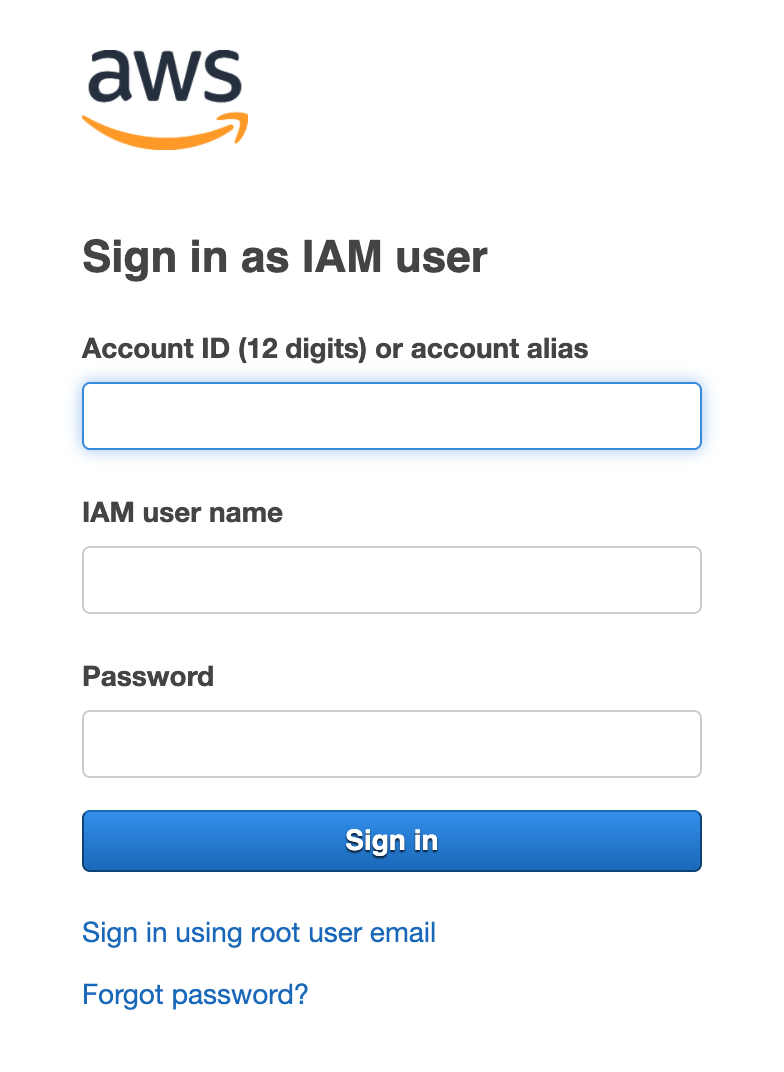 aws
Sign in as IAM user
Account ID (12 digits) or account alias
IAM user name
Password
Sign in
Sign in using root user email
Forgot password?